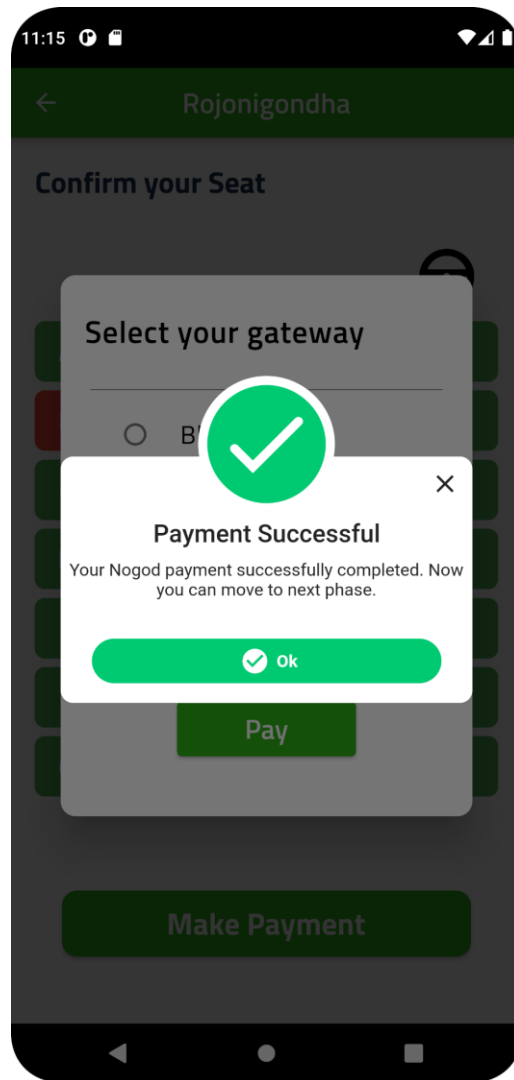 11:15
Rojonigondha
Confirm your Seat
Select your gateway
Payment Successful
Your Nogod payment successfully completed. Now
you can move to next phase.
Ok
Pay
Make Payment